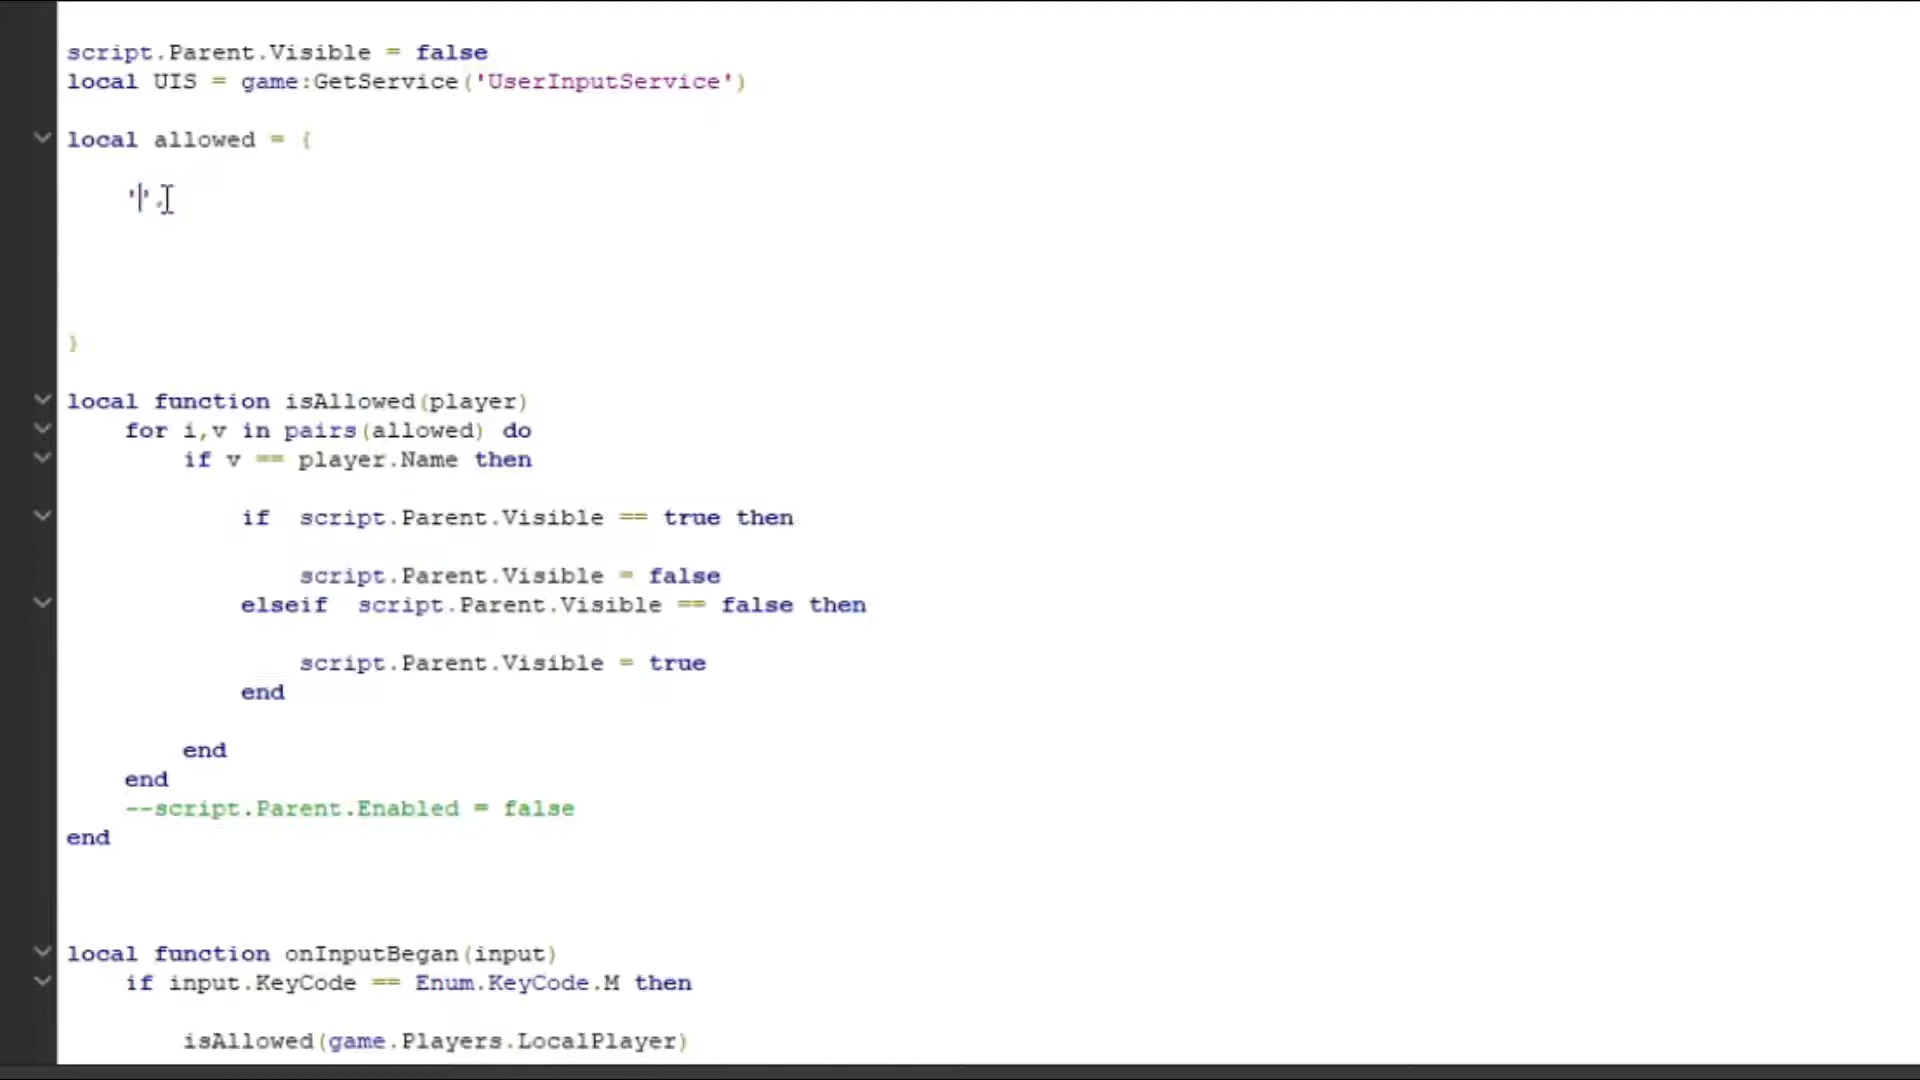 script.Parent.Visible = false
local UIS = game:GetService('UserInputService')
local allowed = {
'',
}
local function isAllowed(player)
for i,v in pairs(allowed) do
if v == player.Name then
if  script.Parent.Visible == true then
script.Parent.Visible = false
elseif  script.Parent.Visible == false then
script.Parent.Visible = true
end
end
end
--script.Parent.Enabled = false
end
local function onInputBegan(input)
if input.KeyCode == Enum.KeyCode.M then
isAllowed(game.Players.LocalPlayer)